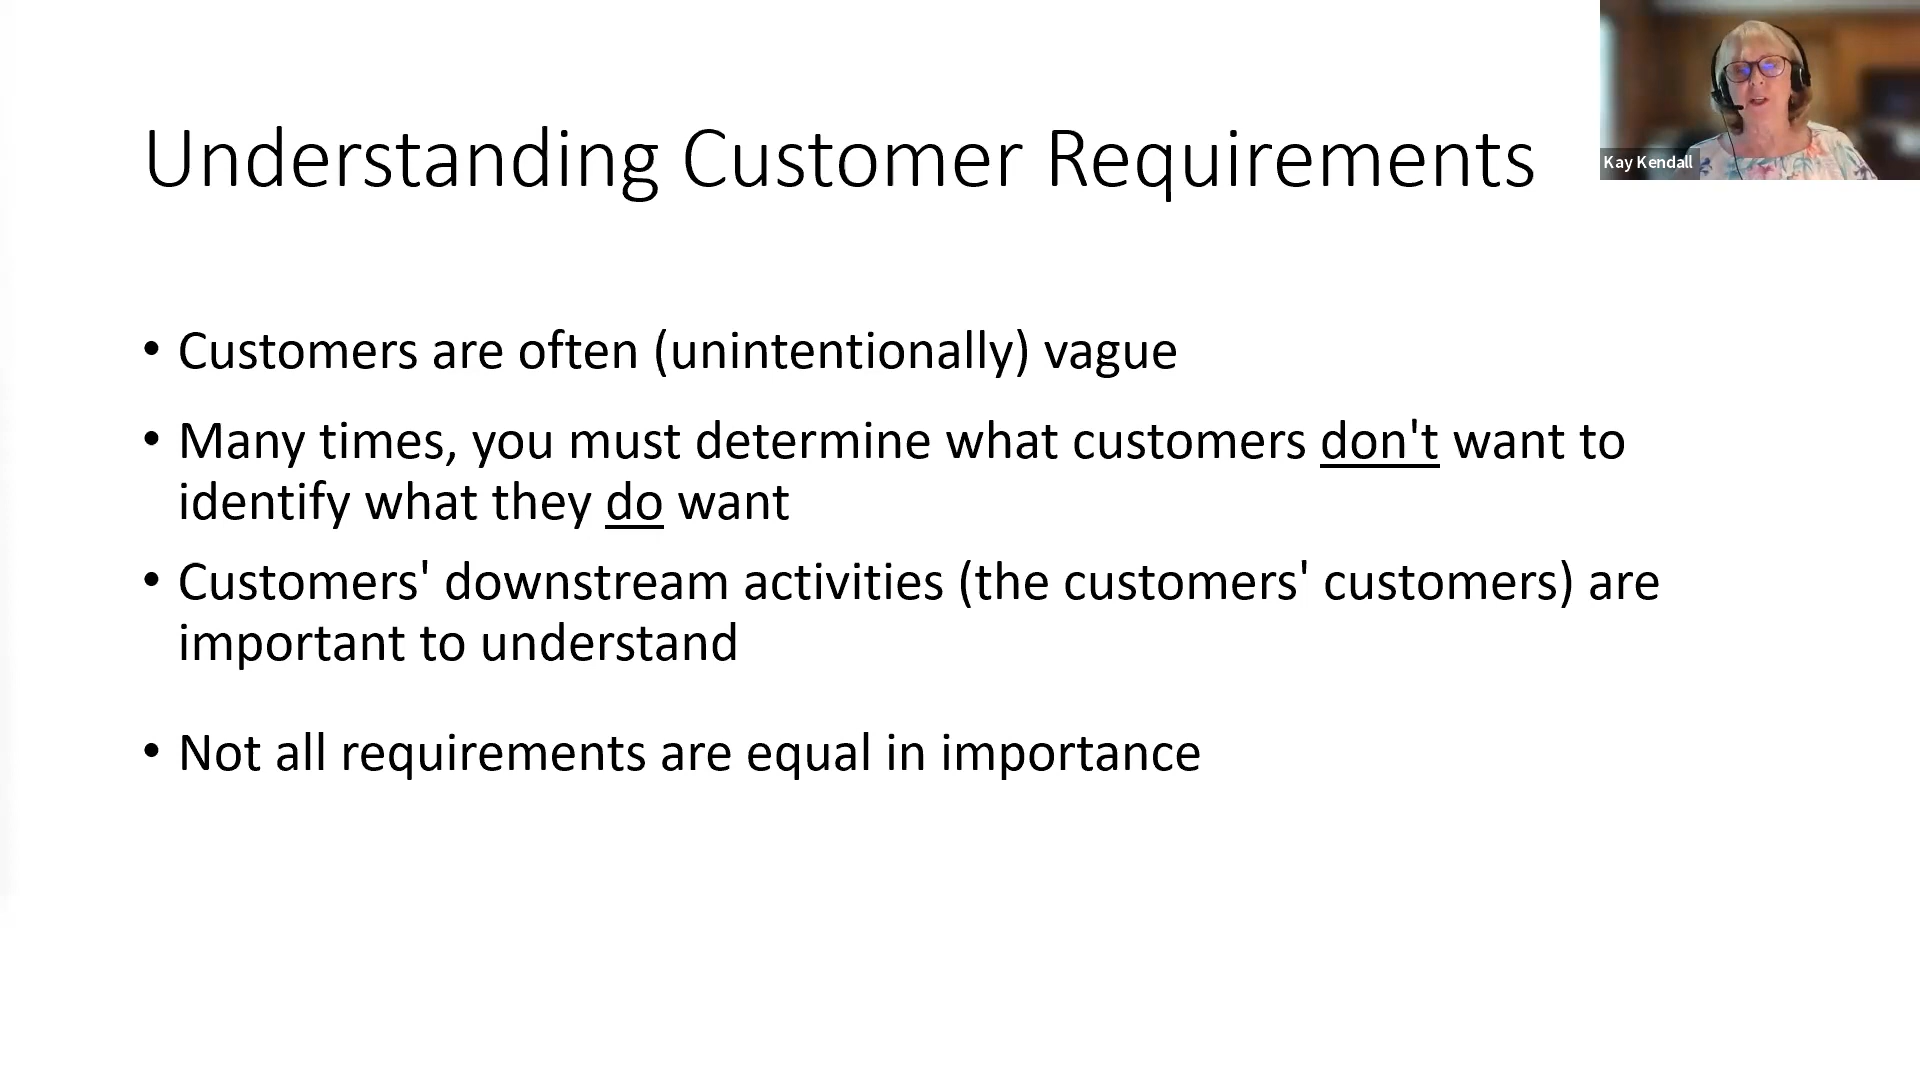 Understanding Customer Requirements
Kay Kendall
• Customers are often (unintentionally) vague
• Many times, you must determine what customers don't want to
identify what they do want
• Customers' downstream activities (the customers' customers) are
important to understand
• Not all requirements are equal in importance